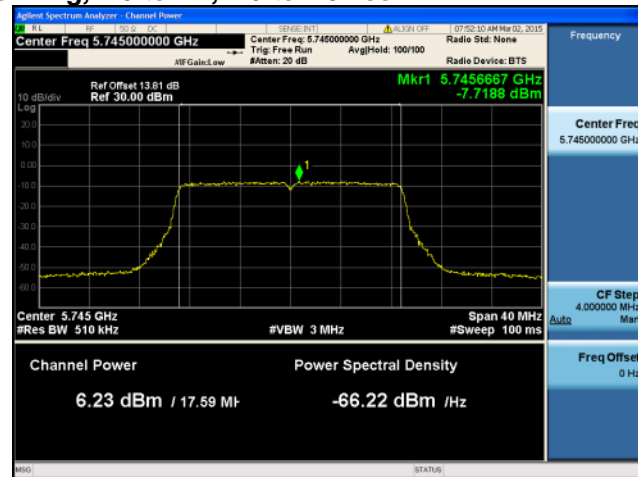 Agilent Spectrum Analyzer - Channel Power
RL RF 50 Ω DC SENSE:INT ALIGN OFF 07:52:10 AM Mar 02, 2015
Center Freq 5.745000000 GHz
Center Freq: 5.745000000 GHz Radio Std: None
Trig: Free Run Avg|Hold: 100/100
#IFGain:Low #Atten: 20 dB Radio Device: BTS
Ref Offset 13.81 dB Mkr1 5.7456667 GHz
10 dB/div Ref 30.00 dBm -7.7188 dBm
Log
20.0
10.0
0.00
1
-10.0
-20.0
-30.0
-40.0
-50.0
-60.0
Center 5.745 GHz Span 40 MHz
#Res BW 510 kHz #VBW 3 MHz #Sweep 100 ms
Channel Power Power Spectral Density
6.23 dBm / 17.59 MH -66.22 dBm /Hz
MSG STATUS
Frequency
Center Freq
5.745000000 GHz
CF Step
4.000000 MHz
Auto Man
Freq Offset
0 Hz